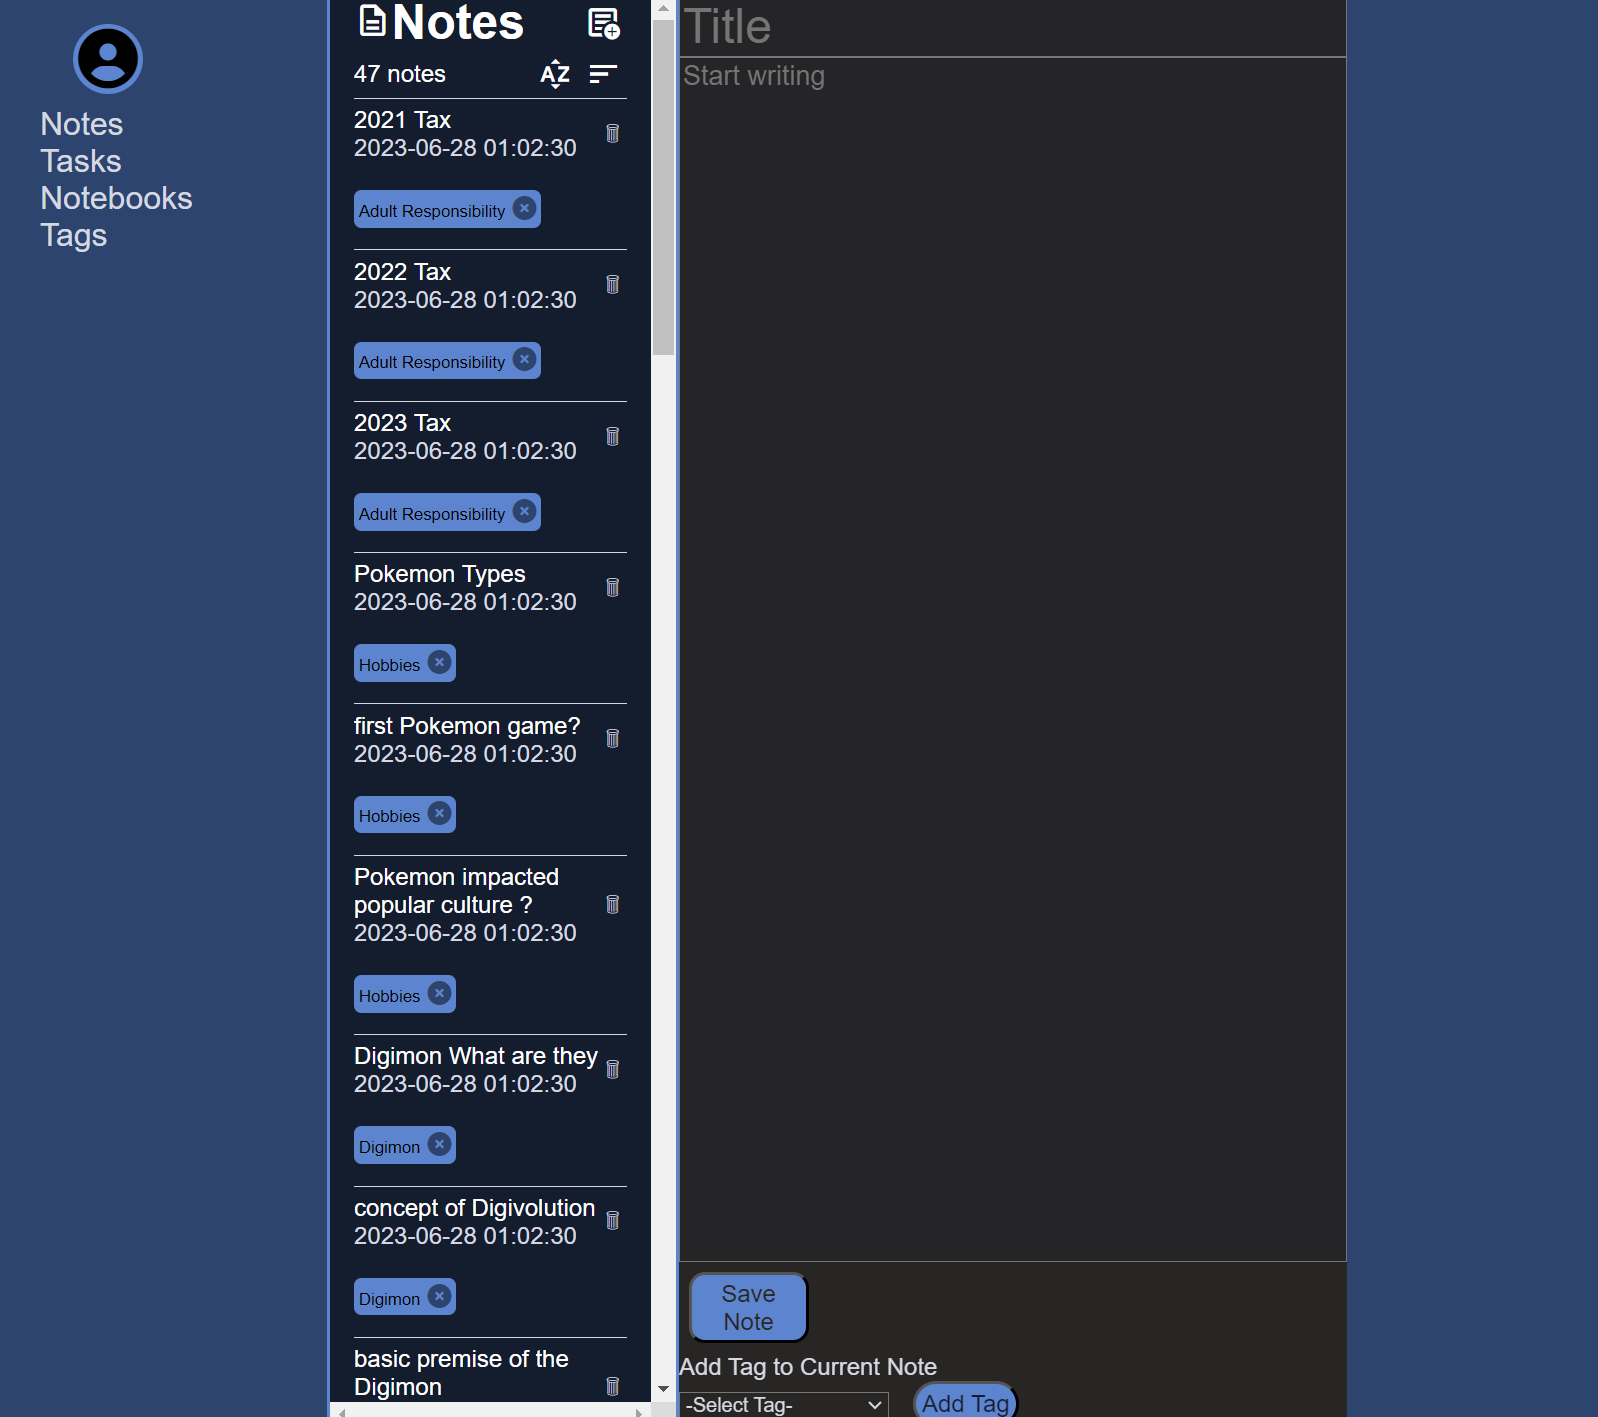 Notes
Tasks
Notebooks
Tags
Notes
47 notes
AZ
2021 Tax
2023-06-28 01:02:30
Adult Responsibility
2022 Tax
2023-06-28 01:02:30
Adult Responsibility
2023 Tax
2023-06-28 01:02:30
Adult Responsibility
Pokemon Types
2023-06-28 01:02:30
Hobbies
first Pokemon game?
2023-06-28 01:02:30
Hobbies
Pokemon impacted
popular culture ?
2023-06-28 01:02:30
Hobbies
Digimon What are they
2023-06-28 01:02:30
Digimon
concept of Digivolution
2023-06-28 01:02:30
Digimon
basic premise of the
Digimon
Title
Start writing
Save
Note
Add Tag to Current Note
-Select Tag-
Add Tag